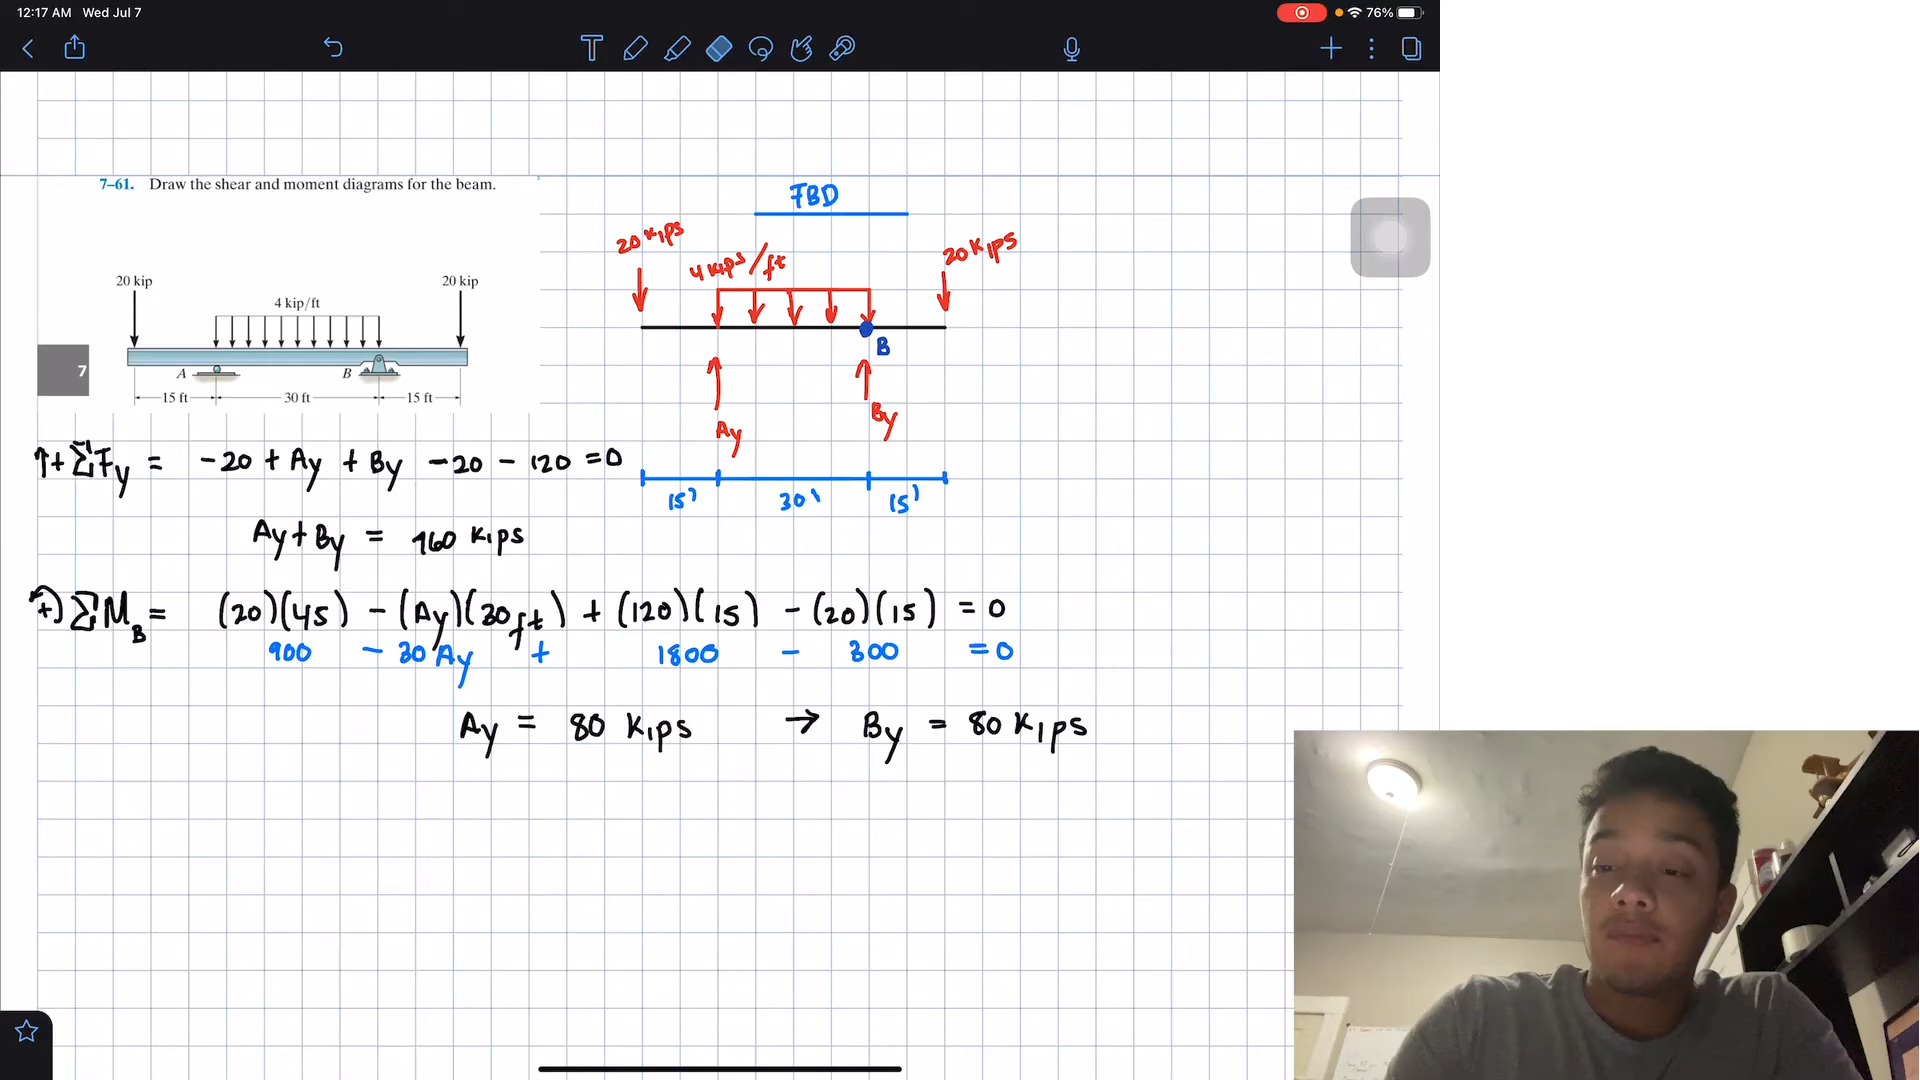 12:17 AM Wed Jul 7
76%
7–61. Draw the shear and moment diagrams for the beam.
20 kip
20 kip
4 kip/ft
A
B
7
15 ft
30 ft
15 ft
FBD
20 kips
4 kips/ft
20 kips
B
Ay
By
15'
30'
15'
↑+ ΣFy = -20 + Ay + By -20 - 120 = 0
Ay + By = 160 kips
+) ΣMB = (20)(45) - (Ay)(30ft) + (120)(15) - (20)(15) = 0
900 - 30 Ay + 1800 - 300 = 0
Ay = 80 kips → By = 80 kips